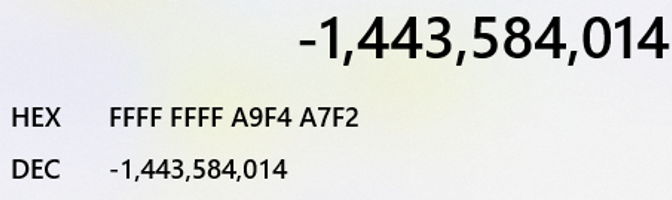 -1,443,584,014
HEX FFFF FFFF A9F4 A7F2
DEC -1,443,584,014